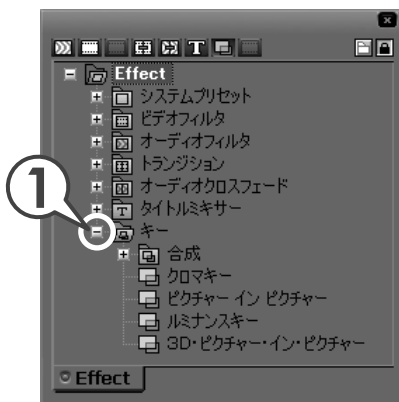 Effect
システムプリセット
ビデオフィルタ
オーディオフィルタ
トランジション
オーディオクロスフェード
タイトルミキサー
1
キー
合成
クロマキー
ピクチャー イン ピクチャー
ルミナンスキー
3D・ピクチャー・イン・ピクチャー
Effect